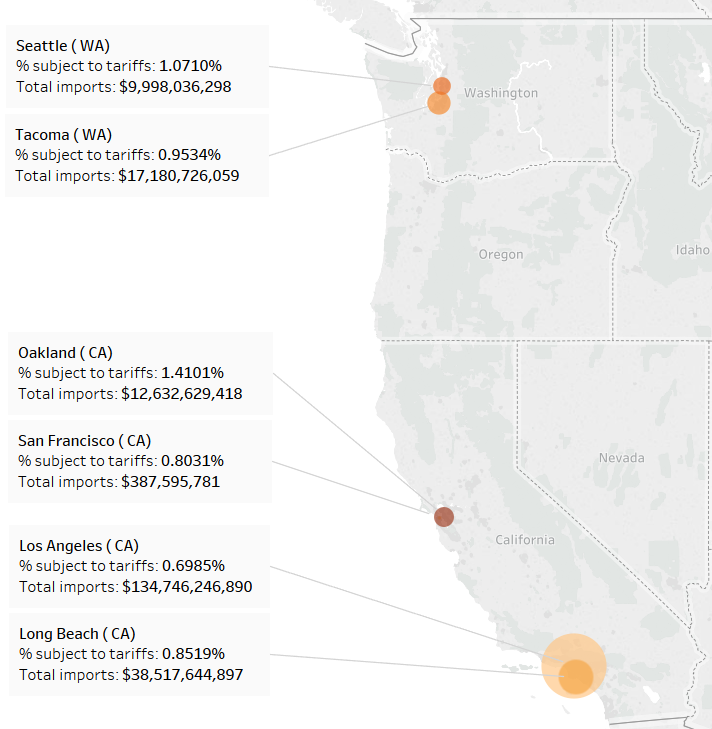 Seattle ( WA)
% subject to tariffs: 1.0710%
Total imports: $9,998,036,298
Tacoma ( WA)
% subject to tariffs: 0.9534%
Total imports: $17,180,726,059
Washington
Oregon
Idaho
Oakland ( CA)
% subject to tariffs: 1.4101%
Total imports: $12,632,629,418
San Francisco ( CA)
% subject to tariffs: 0.8031%
Total imports: $387,595,781
Nevada
California
Los Angeles ( CA)
% subject to tariffs: 0.6985%
Total imports: $134,746,246,890
Long Beach ( CA)
% subject to tariffs: 0.8519%
Total imports: $38,517,644,897